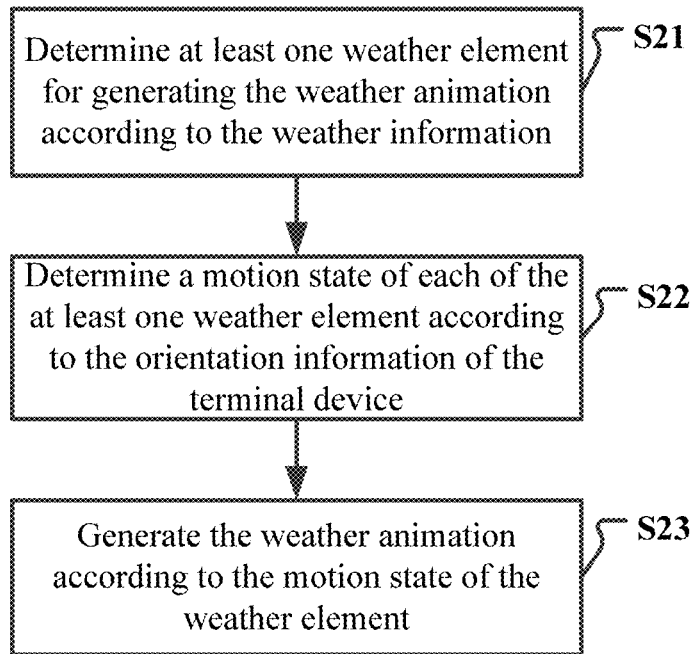 Determine at least one weather element
for generating the weather animation
according to the weather information
S21
Determine a motion state of each of the
at least one weather element according
to the orientation information of the
terminal device
S22
Generate the weather animation
according to the motion state of the
weather element
S23